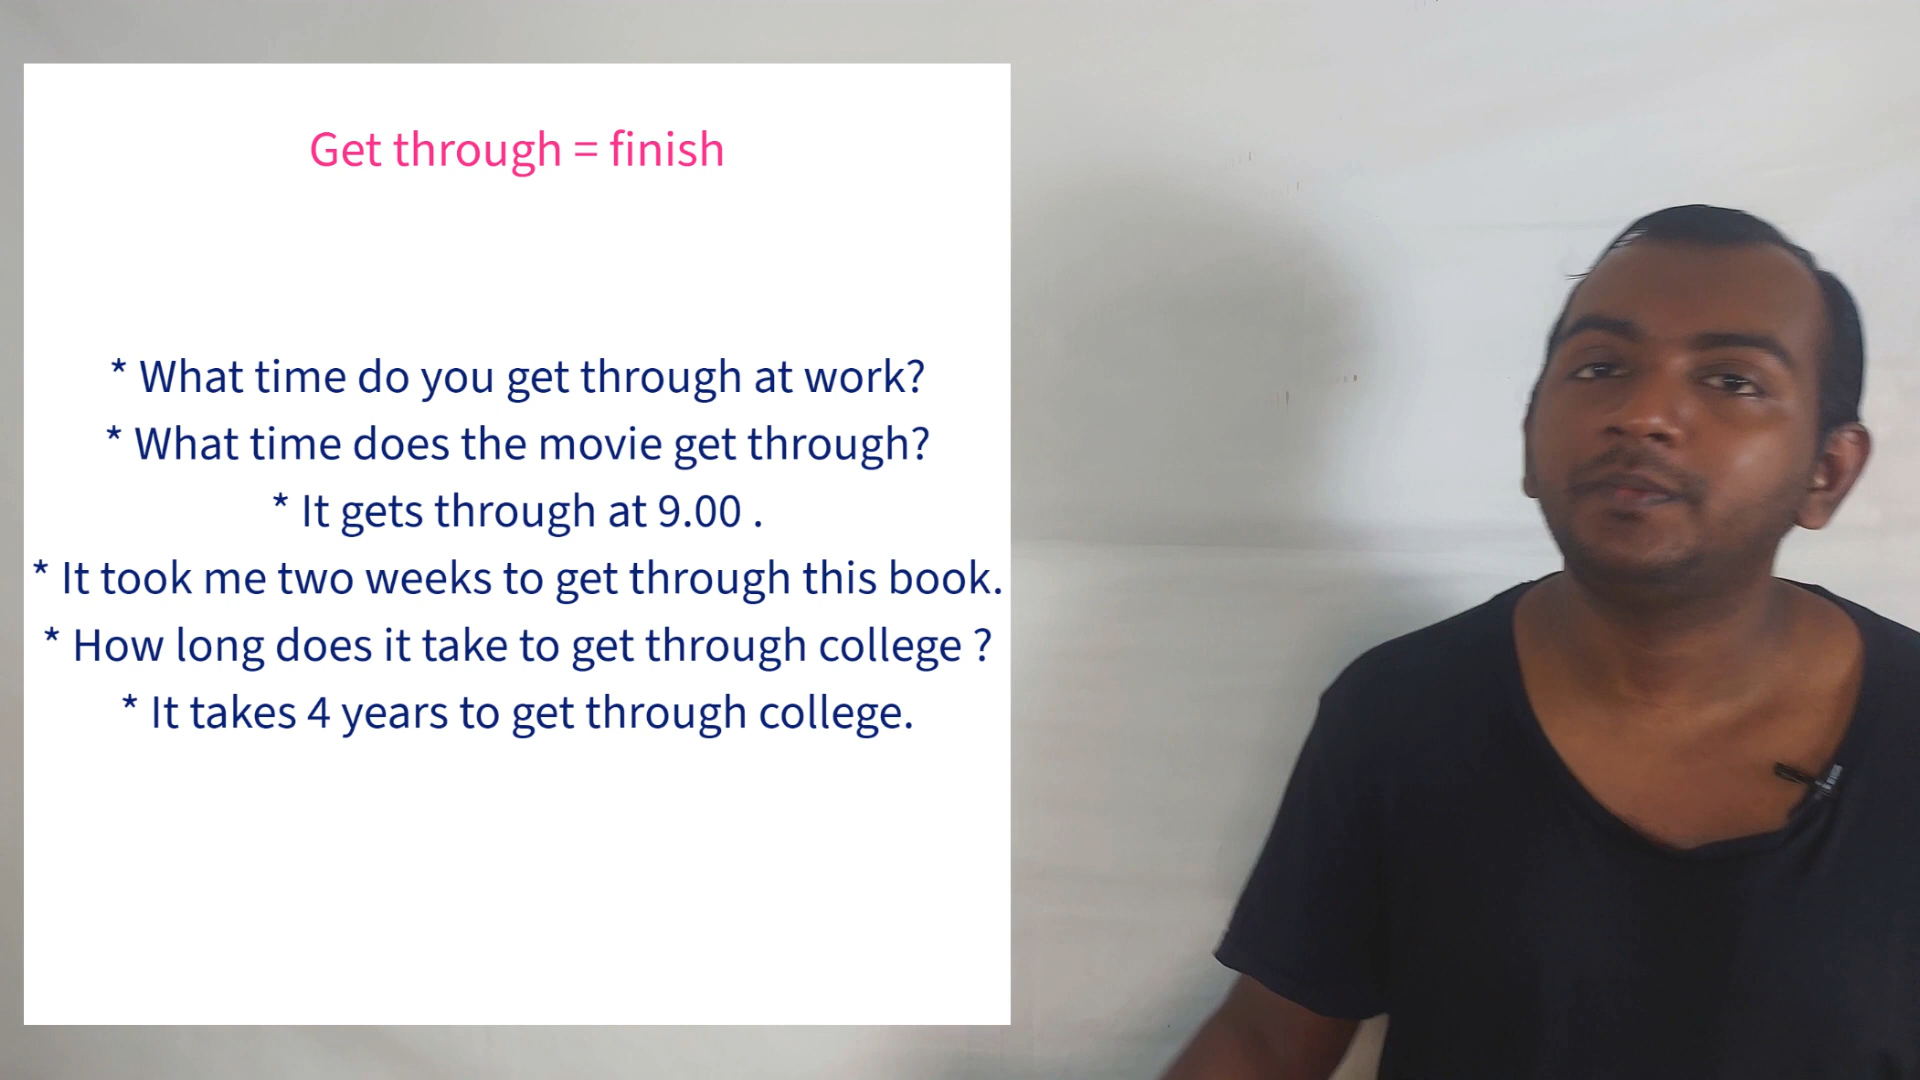 Get through = finish
* What time do you get through at work?
* What time does the movie get through?
* It gets through at 9.00 .
* It took me two weeks to get through this book.
* How long does it take to get through college ?
* It takes 4 years to get through college.